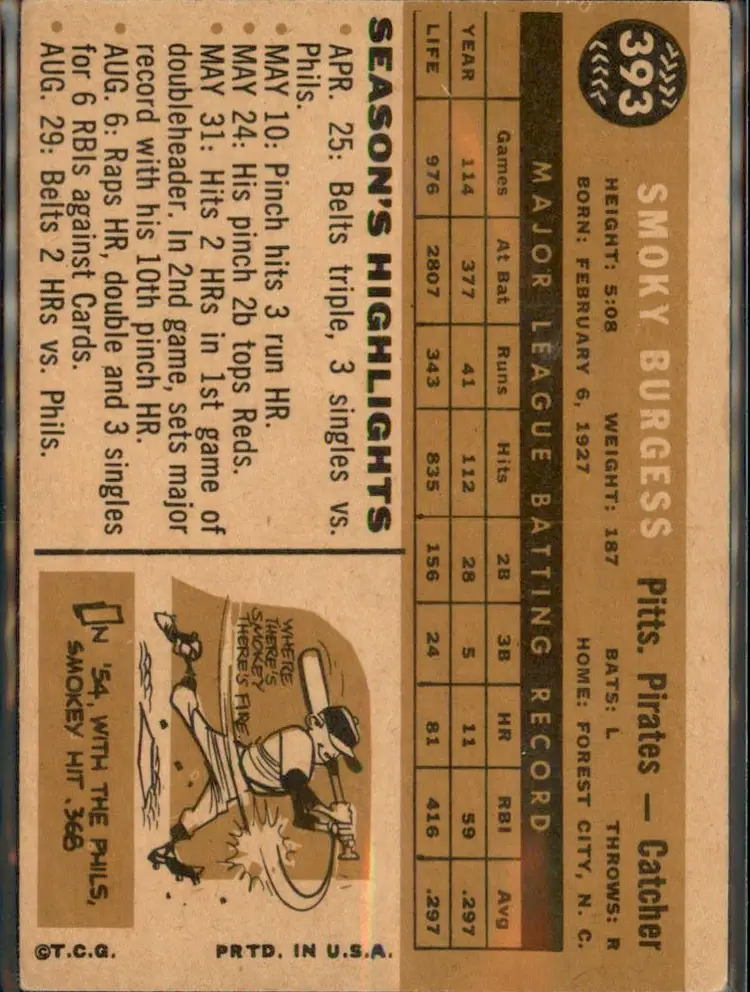 393
SMOKY BURGESS Pitts. Pirates — Catcher
HEIGHT: 5:08 WEIGHT: 187 BATS: L THROWS: R
BORN: FEBRUARY 6, 1927 HOME: FOREST CITY, N. C.
MAJOR LEAGUE BATTING RECORD
Games At Bat Runs Hits 2B 3B HR RBI Avg
YEAR 114 377 41 112 28 5 11 59 .297
LIFE 976 2807 343 835 156 24 81 416 .297
SEASON'S HIGHLIGHTS
• APR. 25: Belts triple, 3 singles vs.
Phils.
• MAY 10: Pinch hits 3 run HR.
• MAY 24: His pinch 2b tops Reds.
• MAY 31: Hits 2 HRs in 1st game of
doubleheader. In 2nd game, sets major
record with his 10th pinch HR.
• AUG. 6: Raps HR, double and 3 singles
for 6 RBIs against Cards.
• AUG. 29: Belts 2 HRs vs. Phils.
WHERE
THERE'S
SMOKEY
THERE'S FIRE.
IN '54, WITH THE PHILS,
SMOKEY HIT .368
©T.C.G. PRTD. IN U.S.A.